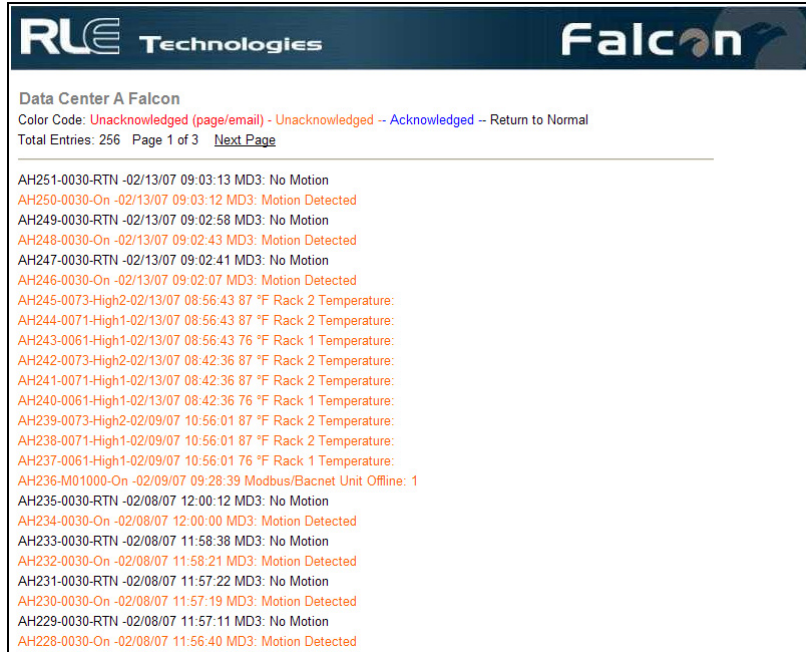 RLE Technologies Falcon
Data Center A Falcon
Color Code: Unacknowledged (page/email) - Unacknowledged -- Acknowledged -- Return to Normal
Total Entries: 256 Page 1 of 3 Next Page
AH251-0030-RTN -02/13/07 09:03:13 MD3: No Motion
AH250-0030-On -02/13/07 09:03:12 MD3: Motion Detected
AH249-0030-RTN -02/13/07 09:02:58 MD3: No Motion
AH248-0030-On -02/13/07 09:02:43 MD3: Motion Detected
AH247-0030-RTN -02/13/07 09:02:41 MD3: No Motion
AH246-0030-On -02/13/07 09:02:07 MD3: Motion Detected
AH245-0073-High2-02/13/07 08:56:43 87 °F Rack 2 Temperature:
AH244-0071-High1-02/13/07 08:56:43 87 °F Rack 2 Temperature:
AH243-0061-High1-02/13/07 08:56:43 76 °F Rack 1 Temperature:
AH242-0073-High2-02/13/07 08:42:36 87 °F Rack 2 Temperature:
AH241-0071-High1-02/13/07 08:42:36 87 °F Rack 2 Temperature:
AH240-0061-High1-02/13/07 08:42:36 76 °F Rack 1 Temperature:
AH239-0073-High2-02/09/07 10:56:01 87 °F Rack 2 Temperature:
AH238-0071-High1-02/09/07 10:56:01 87 °F Rack 2 Temperature:
AH237-0061-High1-02/09/07 10:56:01 76 °F Rack 1 Temperature:
AH236-M01000-On -02/09/07 09:28:39 Modbus/Bacnet Unit Offline: 1
AH235-0030-RTN -02/08/07 12:00:12 MD3: No Motion
AH234-0030-On -02/08/07 12:00:00 MD3: Motion Detected
AH233-0030-RTN -02/08/07 11:58:38 MD3: No Motion
AH232-0030-On -02/08/07 11:58:21 MD3: Motion Detected
AH231-0030-RTN -02/08/07 11:57:22 MD3: No Motion
AH230-0030-On -02/08/07 11:57:19 MD3: Motion Detected
AH229-0030-RTN -02/08/07 11:57:11 MD3: No Motion
AH228-0030-On -02/08/07 11:56:40 MD3: Motion Detected